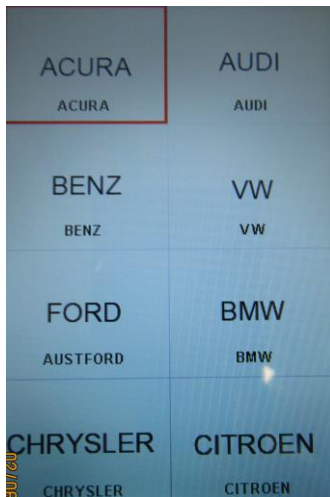 ACURA AUDI
ACURA AUDI
BENZ VW
BENZ VW
FORD BMW
AUSTFORD BMW
CHRYSLER CITROEN
CHRYSLER CITROEN